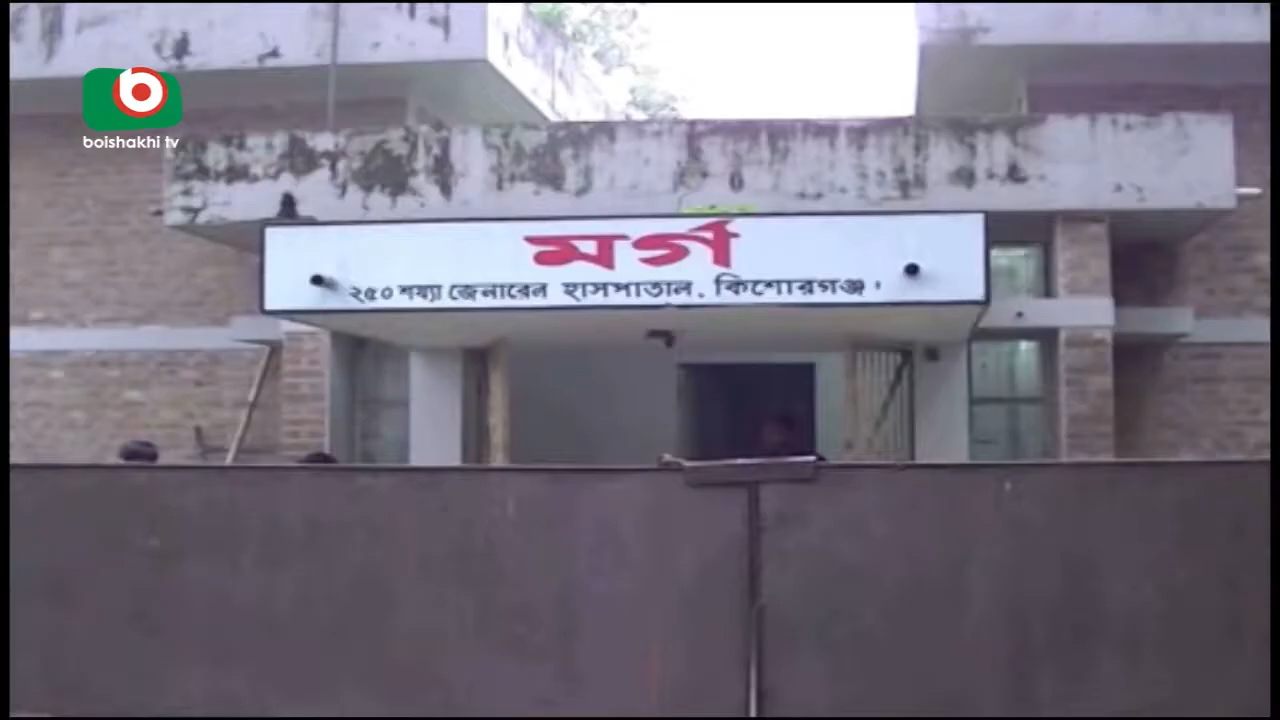 boishakhi tv
মর্গ
২৫০ শয্যা জেনারেল হাসপাতাল, কিশোরগঞ্জ।